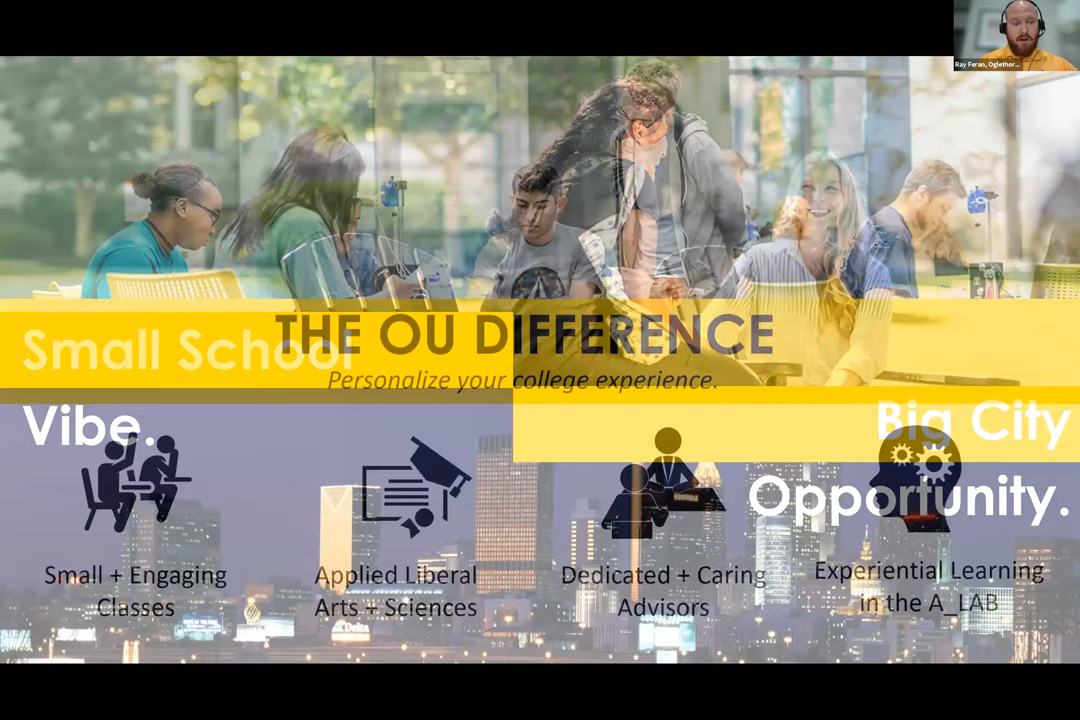 Ray Feran, Oglethor...
THE OU DIFFERENCE
Small School
Personalize your college experience.
Vibe.
Big City
Opportunity.
Small + Engaging
Classes
Applied Liberal
Arts + Sciences
Dedicated + Caring
Advisors
Experiential Learning
in the A_LAB
Delta